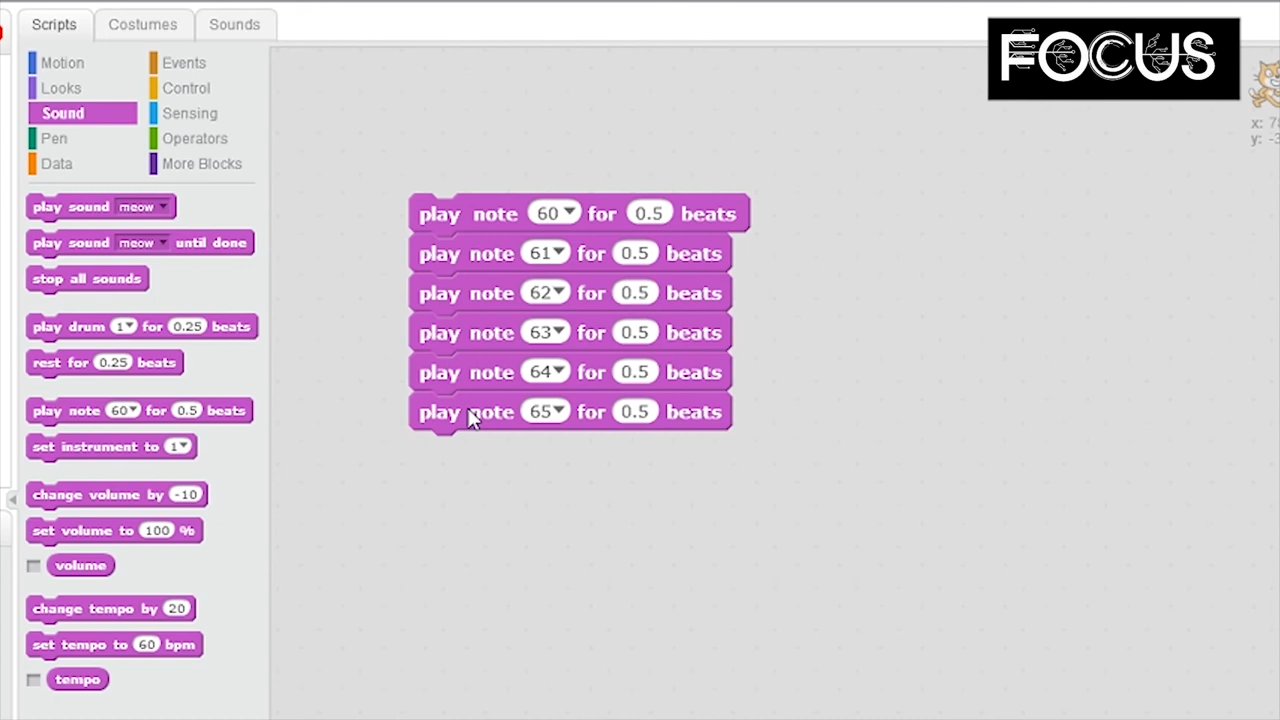 Scripts
Costumes
Sounds
FOCUS
Motion
Events
Looks
Control
Sound
Sensing
Pen
Operators
Data
More Blocks
x:
y:
play sound meow
play sound meow until done
stop all sounds
play drum 1 for 0.25 beats
rest for 0.25 beats
play note 60 for 0.5 beats
set instrument to 1
change volume by -10
set volume to 100 %
volume
change tempo by 20
set tempo to 60 bpm
tempo
play note 60 for 0.5 beats
play note 61 for 0.5 beats
play note 62 for 0.5 beats
play note 63 for 0.5 beats
play note 64 for 0.5 beats
play note 65 for 0.5 beats